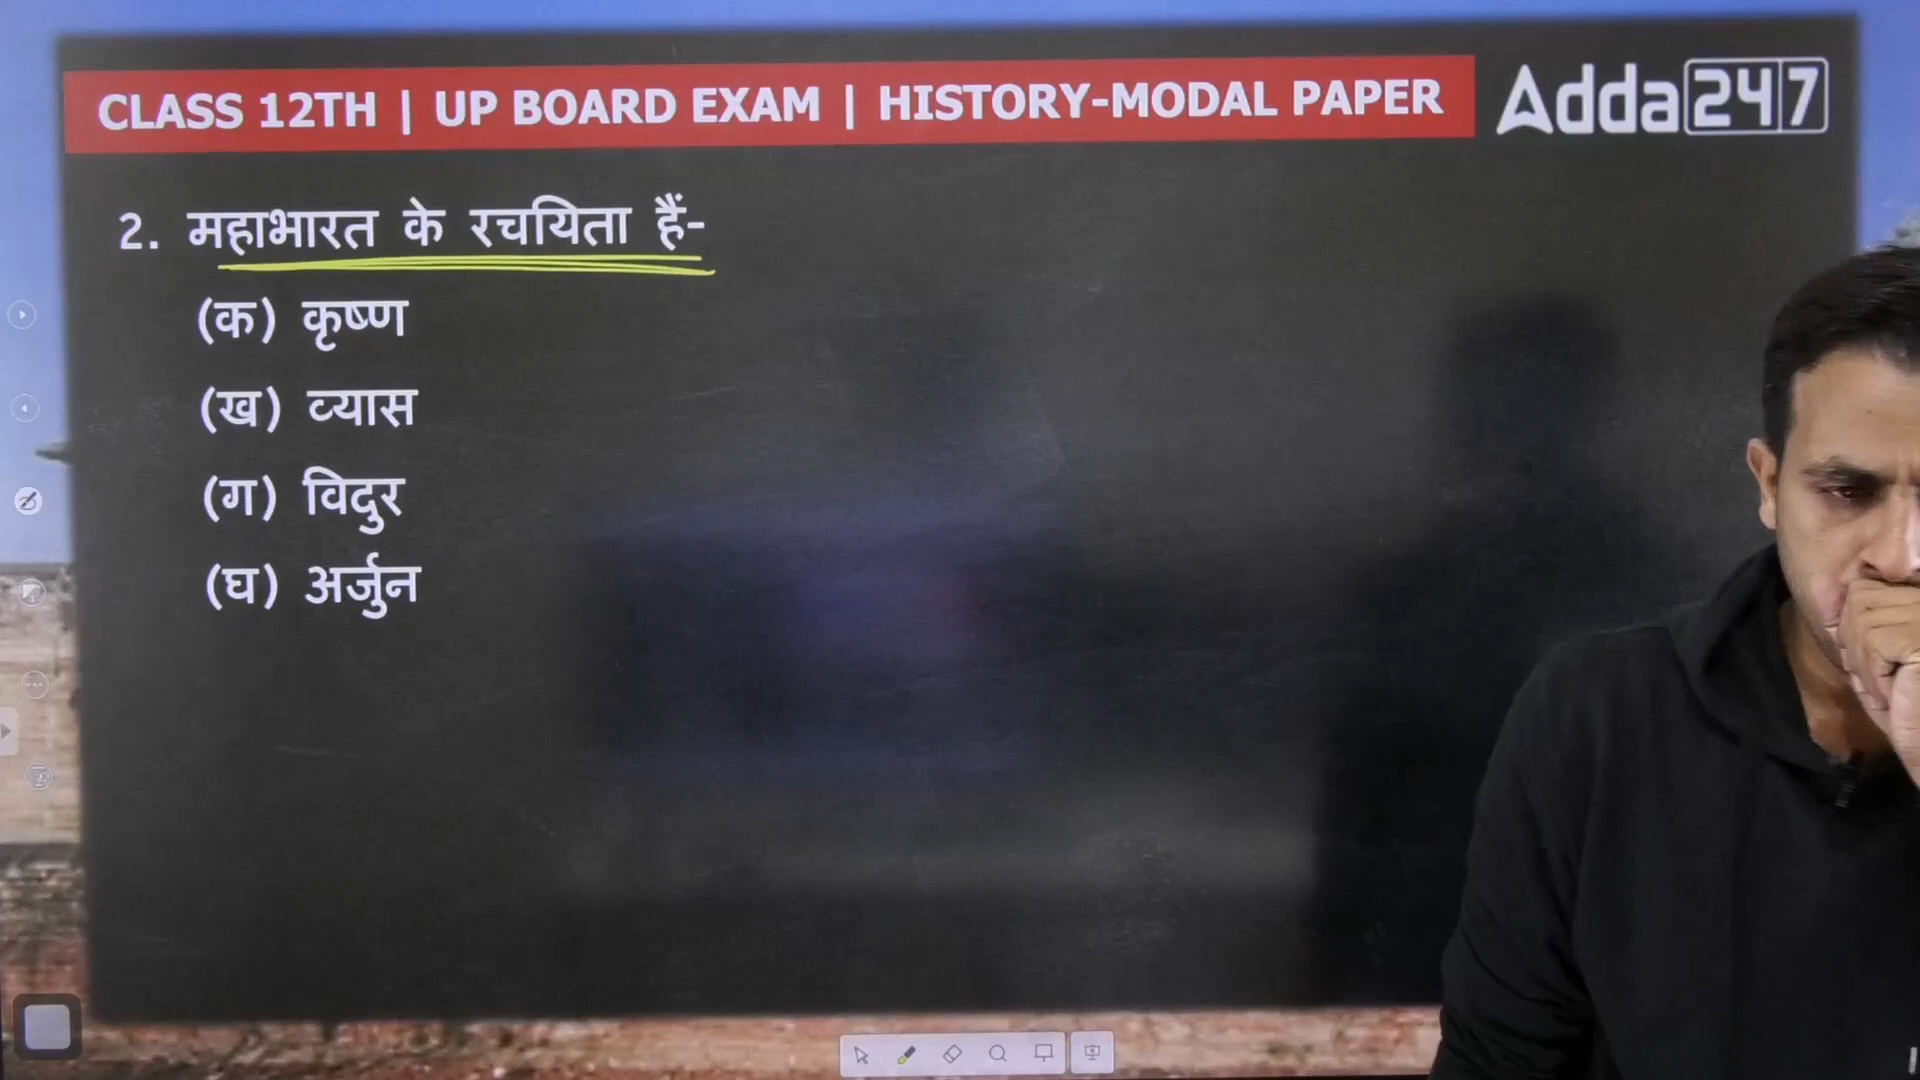 CLASS 12TH | UP BOARD EXAM | HISTORY-MODAL PAPER
Adda247
2. महाभारत के रचयिता हैं-
(क) कृष्ण
(ख) व्यास
(ग) विदुर
(घ) अर्जुन